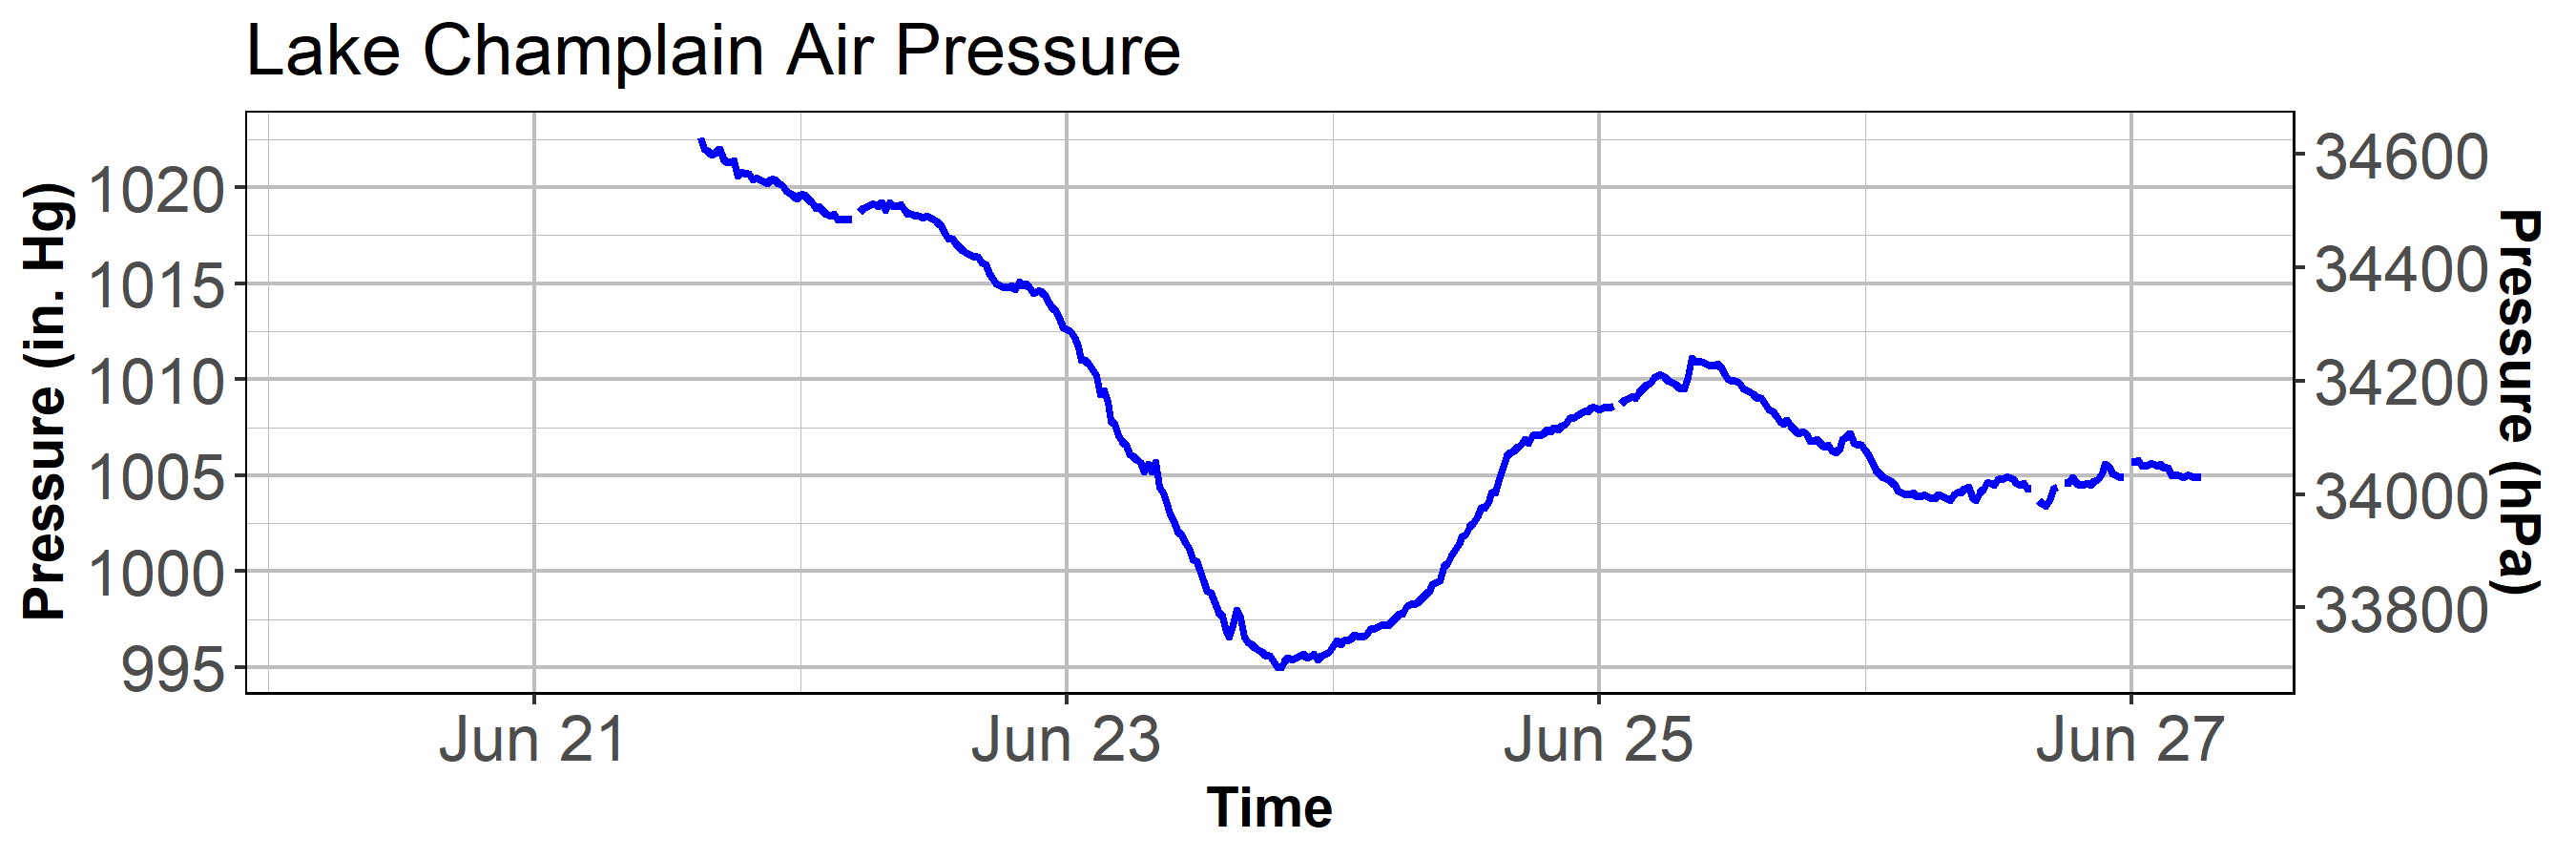 Lake Champlain Air Pressure
Pressure (in. Hg)
1020
1015
1010
1005
1000
995
34600
34400
34200
34000
33800
Pressure (hPa)
Jun 21
Jun 23
Jun 25
Jun 27
Time